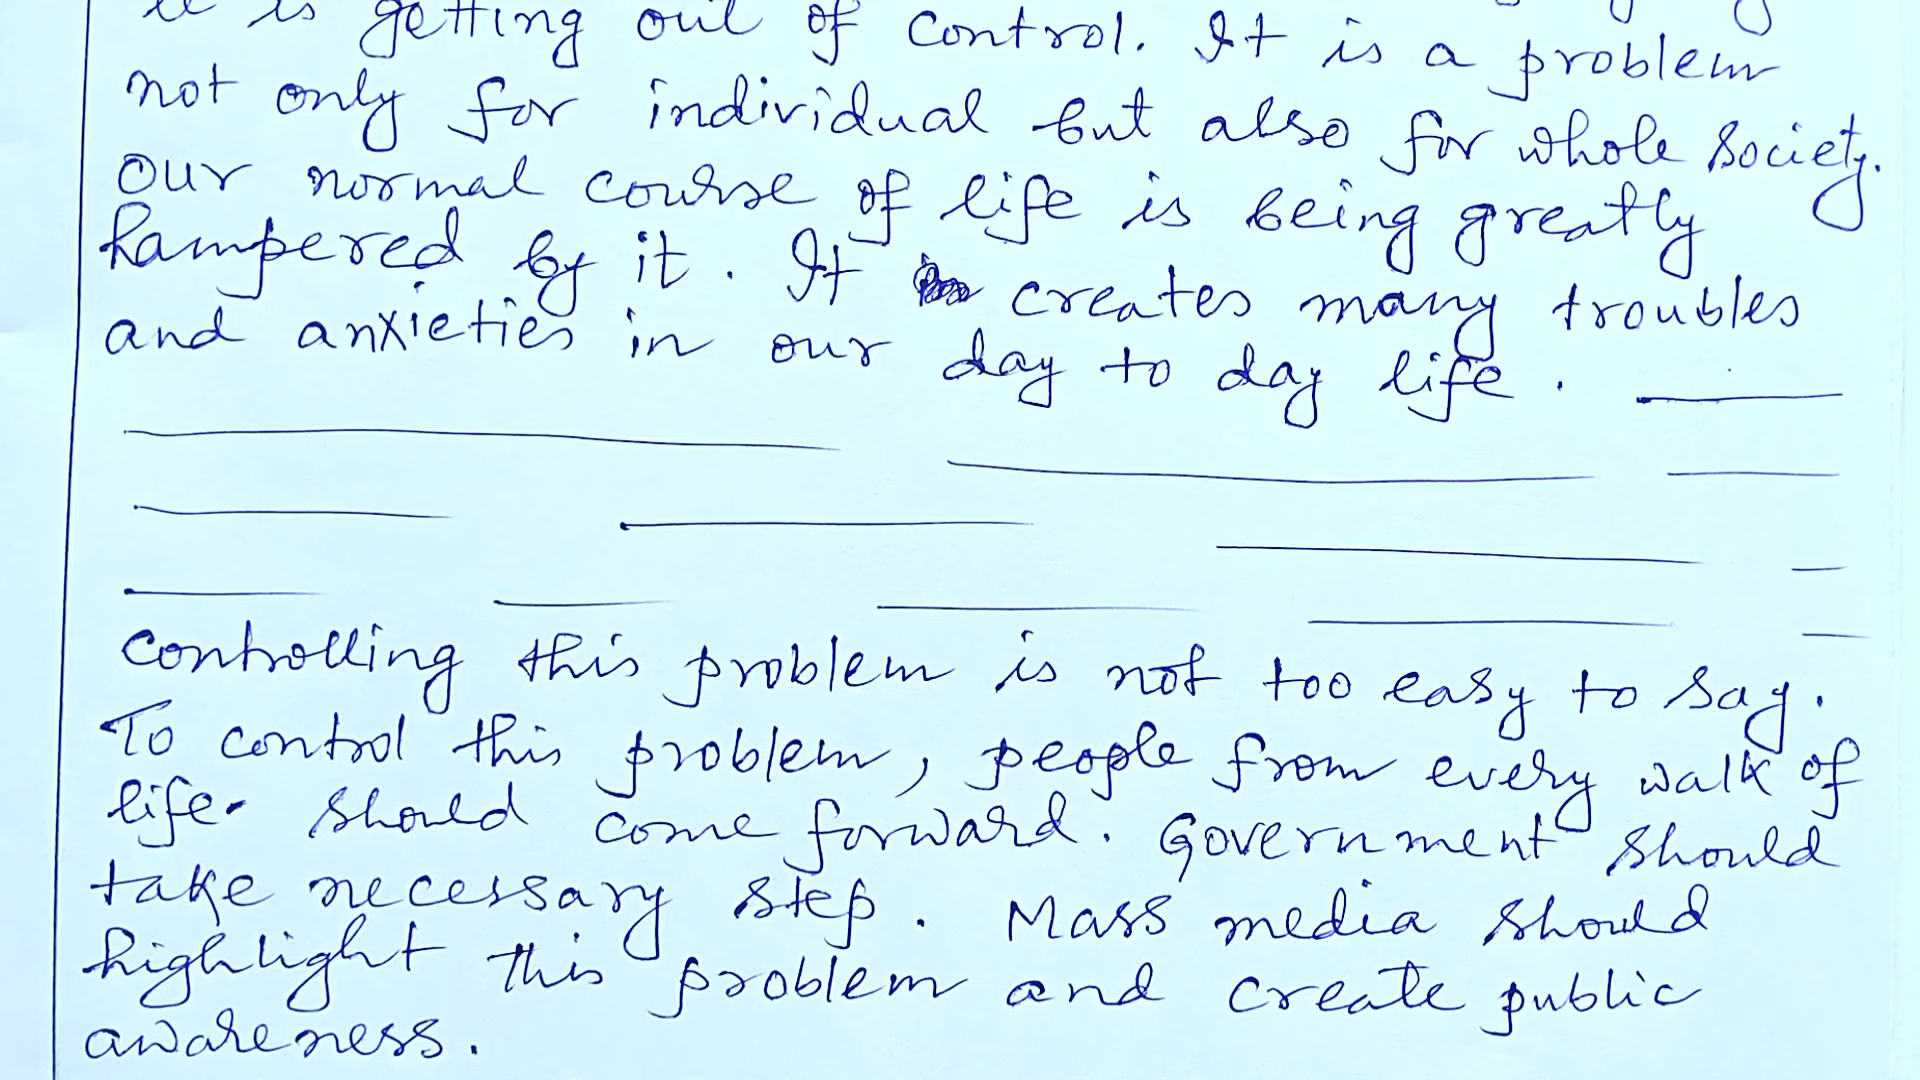 it is getting out of control. It is a problem
not only for individual but also for whole society.
Our normal course of life is being greatly
hampered by it. It creates many troubles
and anxieties in our day to day life.
Controlling this problem is not too easy to say.
To control this problem, people from every walk of
life should come forward. Government should
take necessary step. Mass media should
highlight this problem and create public
awareness.